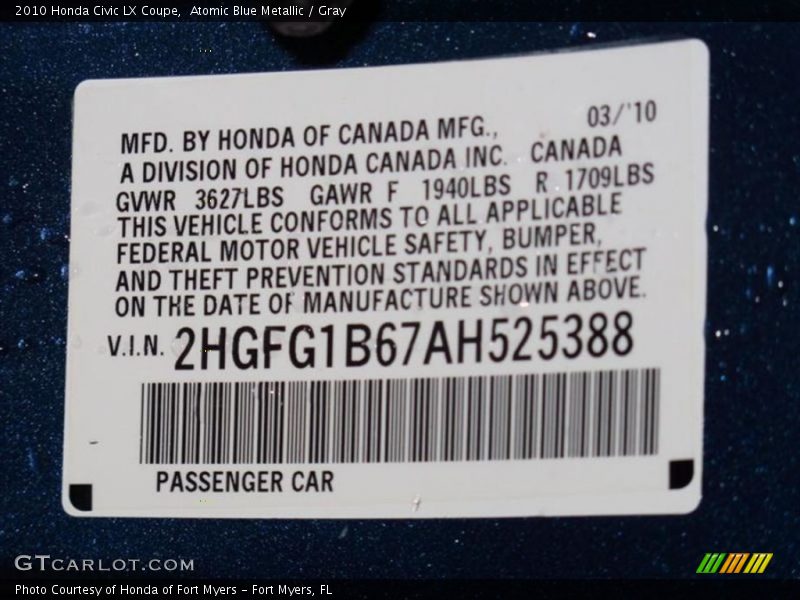 2010 Honda Civic LX Coupe,  Atomic Blue Metallic / Gray
03/'10
MFD. BY HONDA OF CANADA MFG.,
A DIVISION OF HONDA CANADA INC.  CANADA
GVWR  3627LBS  GAWR F  1940LBS  R 1709LBS
THIS VEHICLE CONFORMS TO ALL APPLICABLE
FEDERAL MOTOR VEHICLE SAFETY, BUMPER,
AND THEFT PREVENTION STANDARDS IN EFFECT
ON THE DATE OF MANUFACTURE SHOWN ABOVE.
V.I.N. 2HGFG1B67AH525388
PASSENGER CAR
GTCARLOT.COM
Photo Courtesy of Honda of Fort Myers – Fort Myers, FL